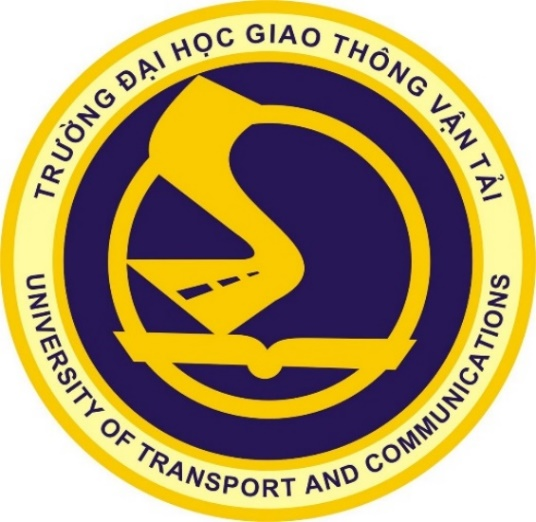 TRƯỜNG ĐẠI HỌC GIAO THÔNG VẬN TẢI
UNIVERSITY OF TRANSPORT AND COMMUNICATIONS